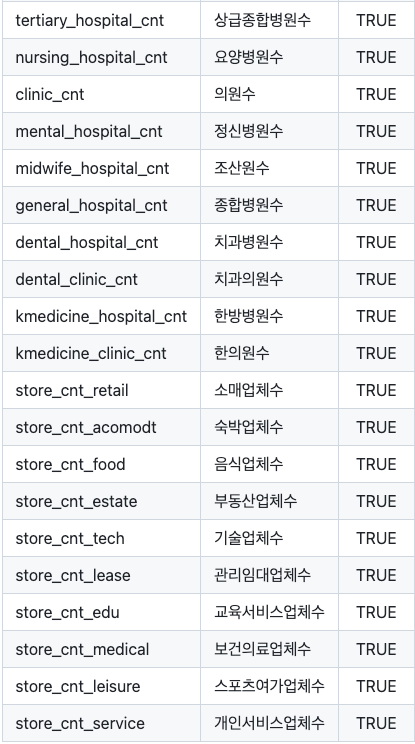 tertiary_hospital_cnt 상급종합병원수 TRUE
nursing_hospital_cnt 요양병원수 TRUE
clinic_cnt 의원수 TRUE
mental_hospital_cnt 정신병원수 TRUE
midwife_hospital_cnt 조산원수 TRUE
general_hospital_cnt 종합병원수 TRUE
dental_hospital_cnt 치과병원수 TRUE
dental_clinic_cnt 치과의원수 TRUE
kmedicine_hospital_cnt 한방병원수 TRUE
kmedicine_clinic_cnt 한의원수 TRUE
store_cnt_retail 소매업체수 TRUE
store_cnt_acomodt 숙박업체수 TRUE
store_cnt_food 음식업체수 TRUE
store_cnt_estate 부동산업체수 TRUE
store_cnt_tech 기술업체수 TRUE
store_cnt_lease 관리임대업체수 TRUE
store_cnt_edu 교육서비스업체수 TRUE
store_cnt_medical 보건의료업체수 TRUE
store_cnt_leisure 스포츠여가업체수 TRUE
store_cnt_service 개인서비스업체수 TRUE